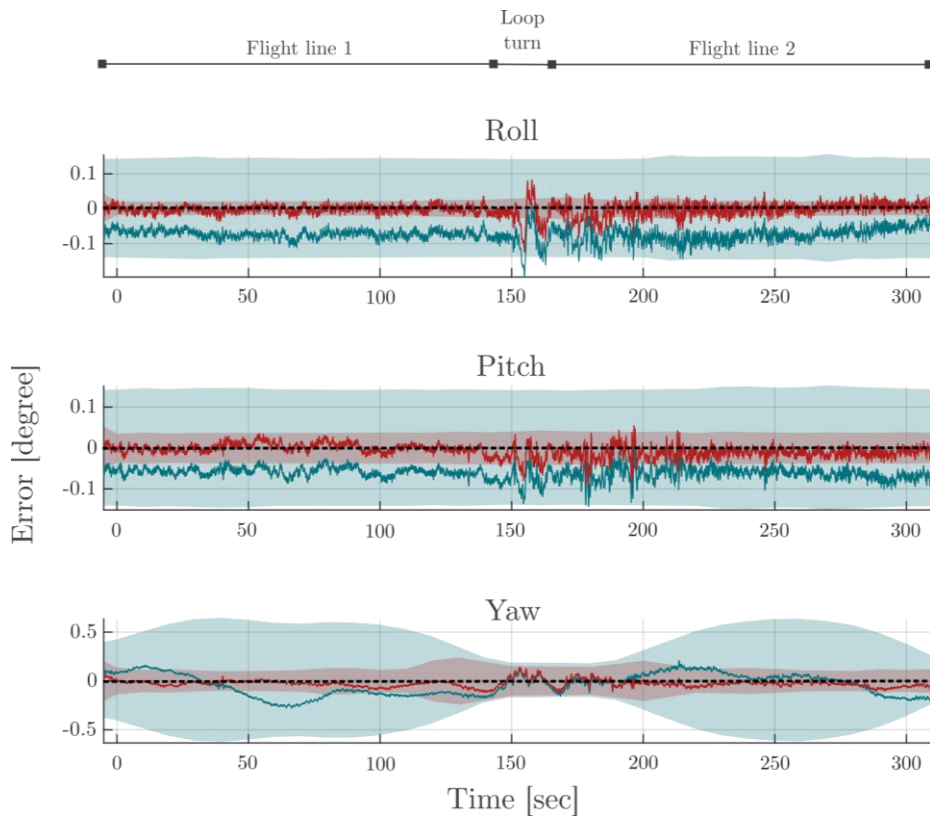 Loop
Flight line 1 turn Flight line 2
Roll
0.1
0
-0.1
0 50 100 150 200 250 300
Pitch
0.1
0
-0.1
0 50 100 150 200 250 300
Error [degree]
Yaw
0.5
0
-0.5
0 50 100 150 200 250 300
Time [sec]